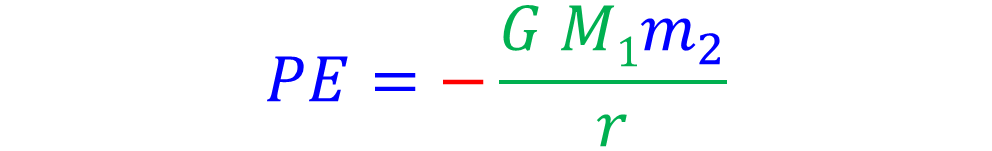 PE = − G M₁m₂ / r